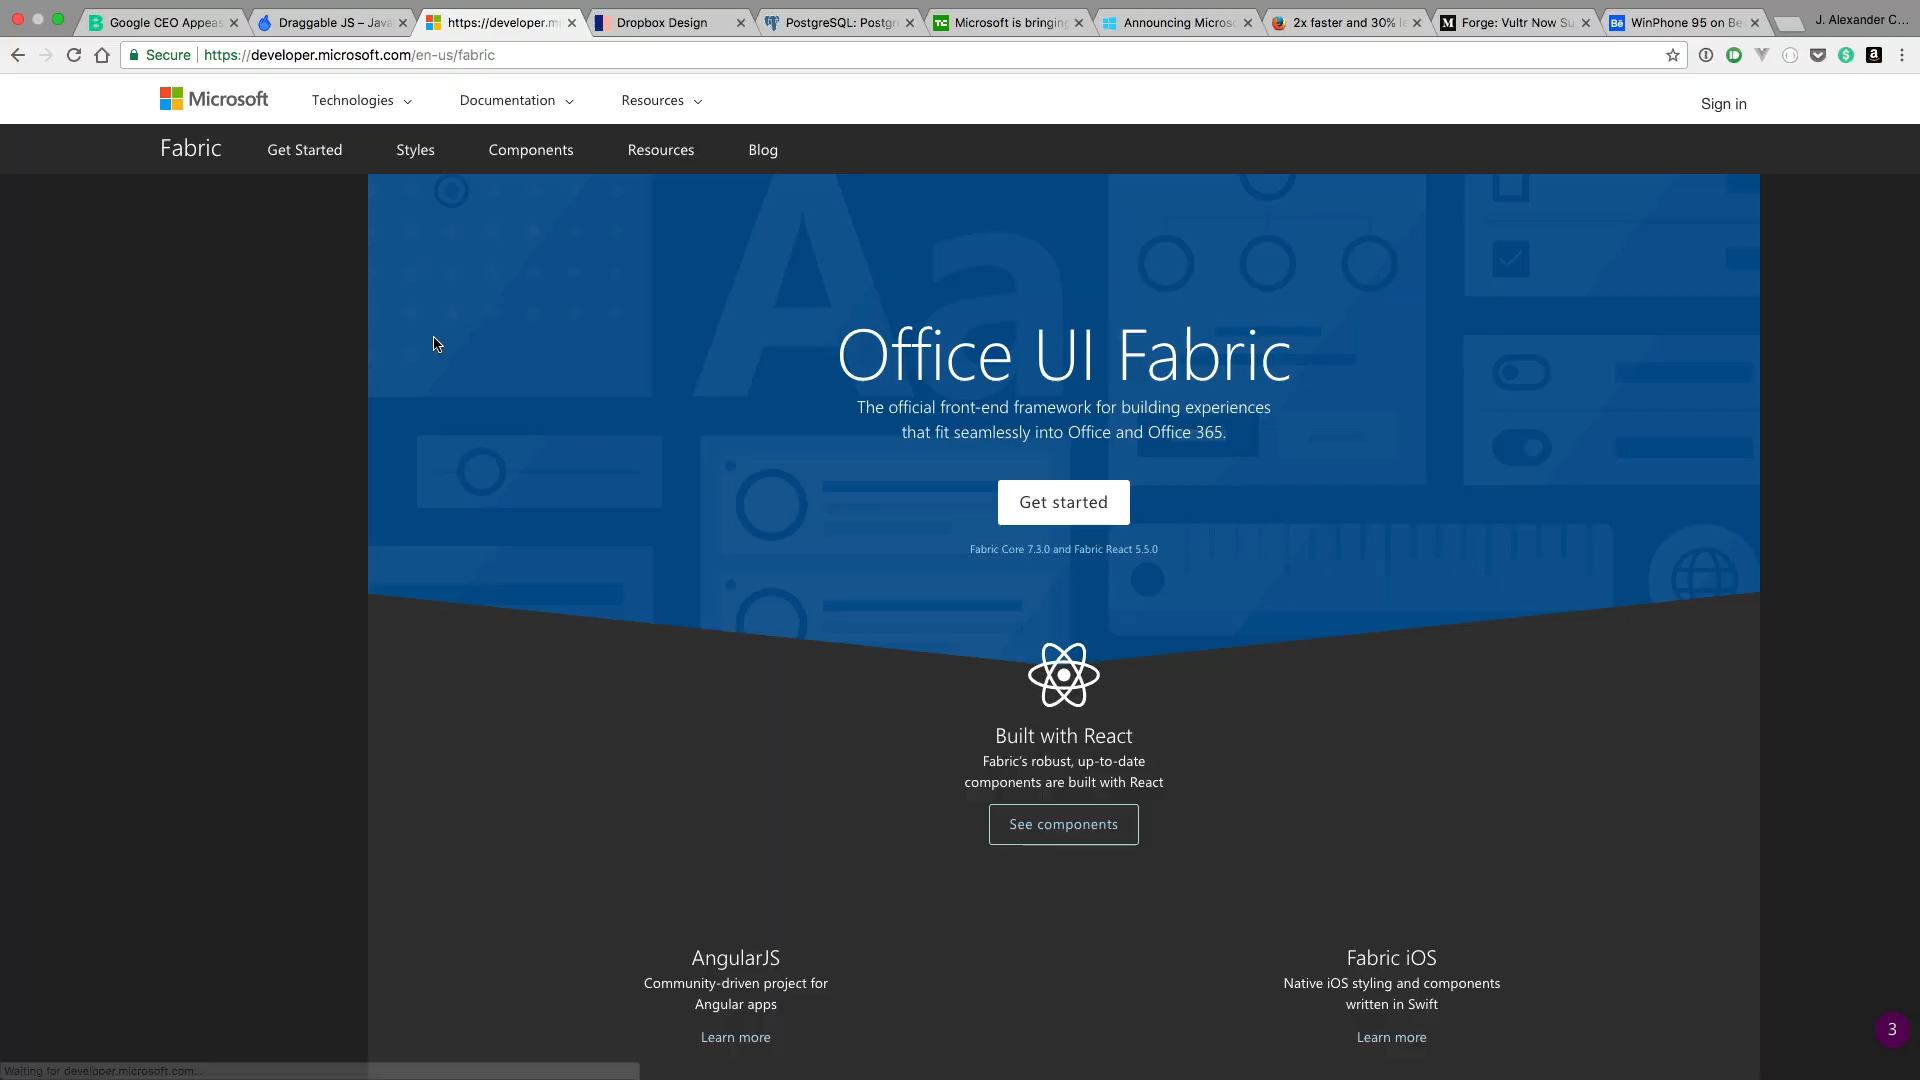 Google CEO Appeas
Draggable JS – Java
https://developer.m
Dropbox Design
PostgreSQL: Postgr
Microsoft is bringing
Announcing Micros
2x faster and 30% le
Forge: Vultr Now Su
WinPhone 95 on Be
J. Alexander C...
Secure
https://developer.microsoft.com/en-us/fabric
Microsoft
Technologies
Documentation
Resources
Sign in
Fabric
Get Started
Styles
Components
Resources
Blog
Aa
Office UI Fabric
The official front-end framework for building experiences
that fit seamlessly into Office and Office 365.
Get started
Fabric Core 7.3.0 and Fabric React 5.5.0
Built with React
Fabric's robust, up-to-date
components are built with React
See components
AngularJS
Community-driven project for
Angular apps
Learn more
Fabric iOS
Native iOS styling and components
written in Swift
Learn more
3
Waiting for developer.microsoft.com...